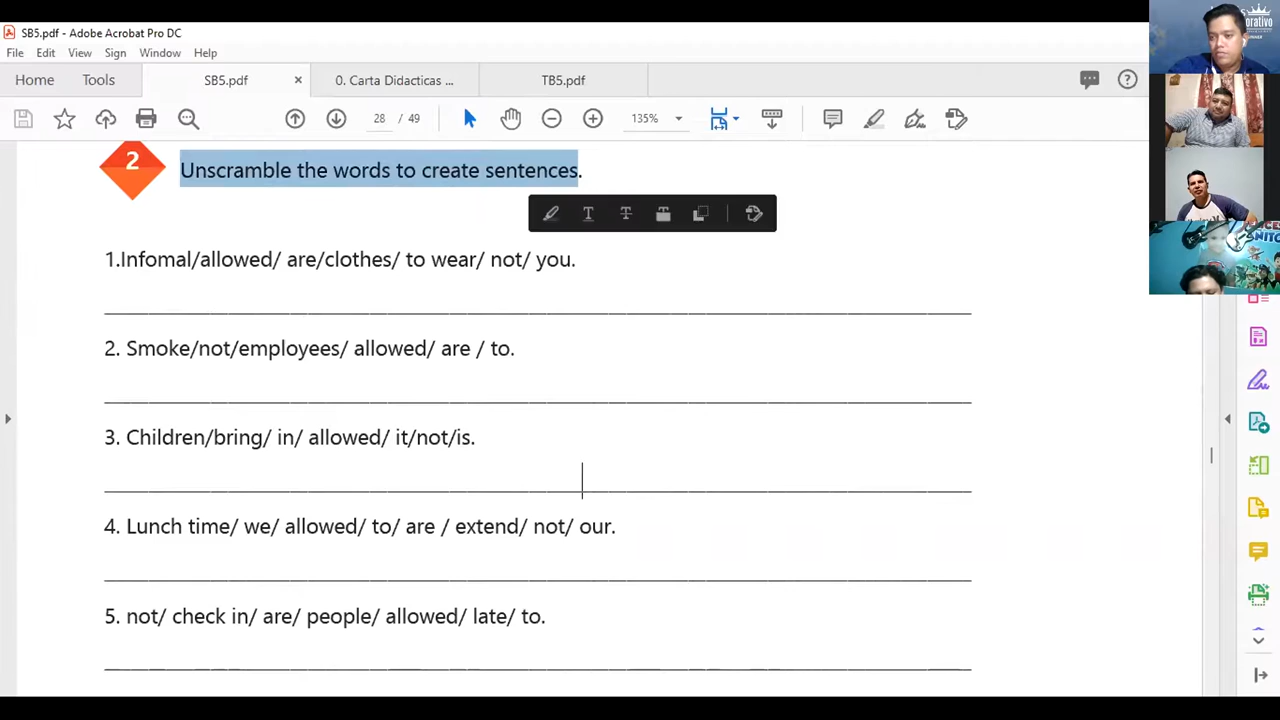 SB5.pdf - Adobe Acrobat Pro DC
File Edit View Sign Window Help
Home Tools SB5.pdf × 0. Carta Didacticas ... TB5.pdf
28 / 49 135%
2 Unscramble the words to create sentences.
1.Infomal/allowed/ are/clothes/ to wear/ not/ you.
2. Smoke/not/employees/ allowed/ are / to.
3. Children/bring/ in/ allowed/ it/not/is.
4. Lunch time/ we/ allowed/ to/ are / extend/ not/ our.
5. not/ check in/ are/ people/ allowed/ late/ to.